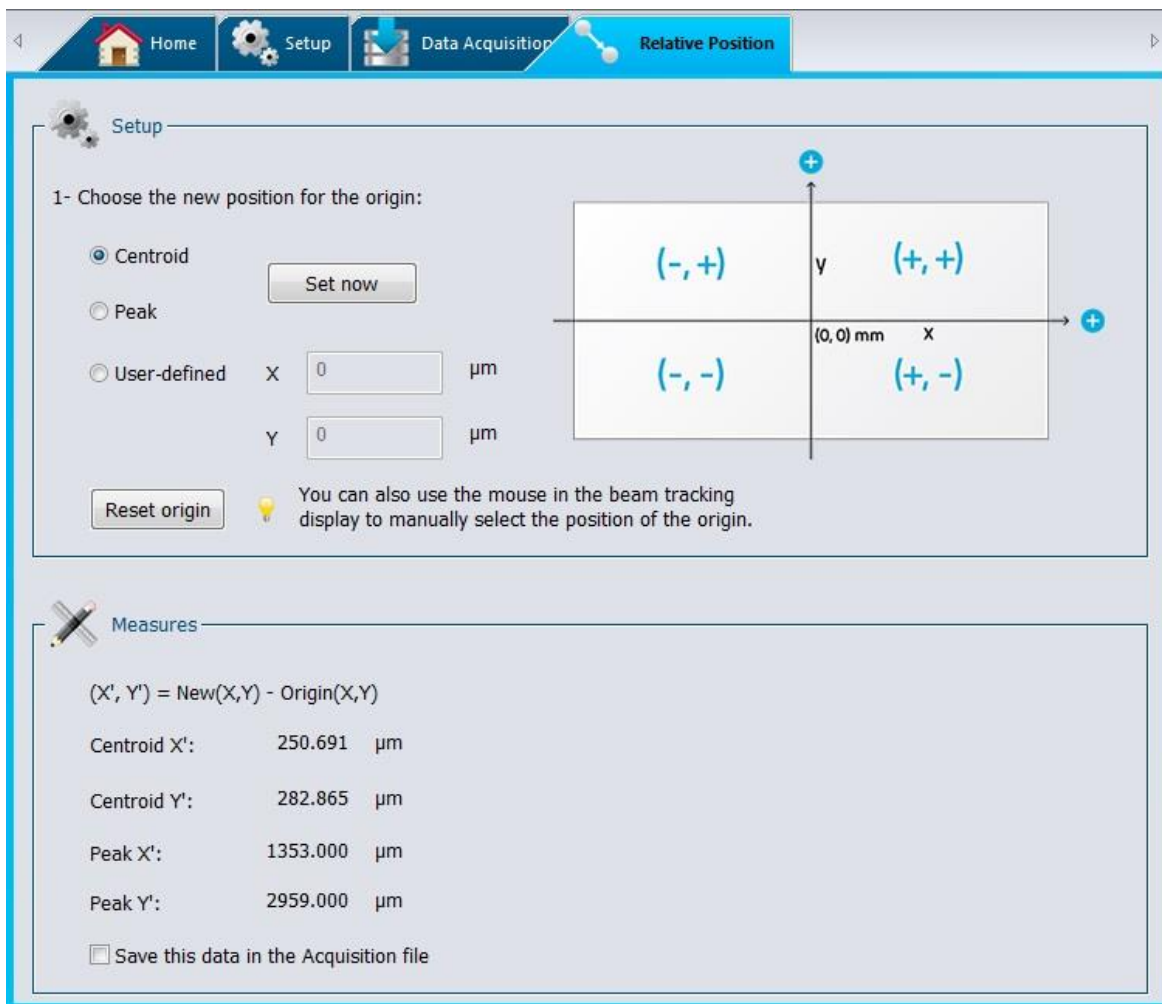 Home Setup Data Acquisition Relative Position
Setup
1- Choose the new position for the origin:
Centroid
Set now
Peak
User-defined X 0 µm
Y 0 µm
Reset origin
You can also use the mouse in the beam tracking
display to manually select the position of the origin.
(-, +) y (+, +)
(0, 0) mm x
(-, -) (+, -)
Measures
(X', Y') = New(X,Y) - Origin(X,Y)
Centroid X': 250.691 µm
Centroid Y': 282.865 µm
Peak X': 1353.000 µm
Peak Y': 2959.000 µm
Save this data in the Acquisition file